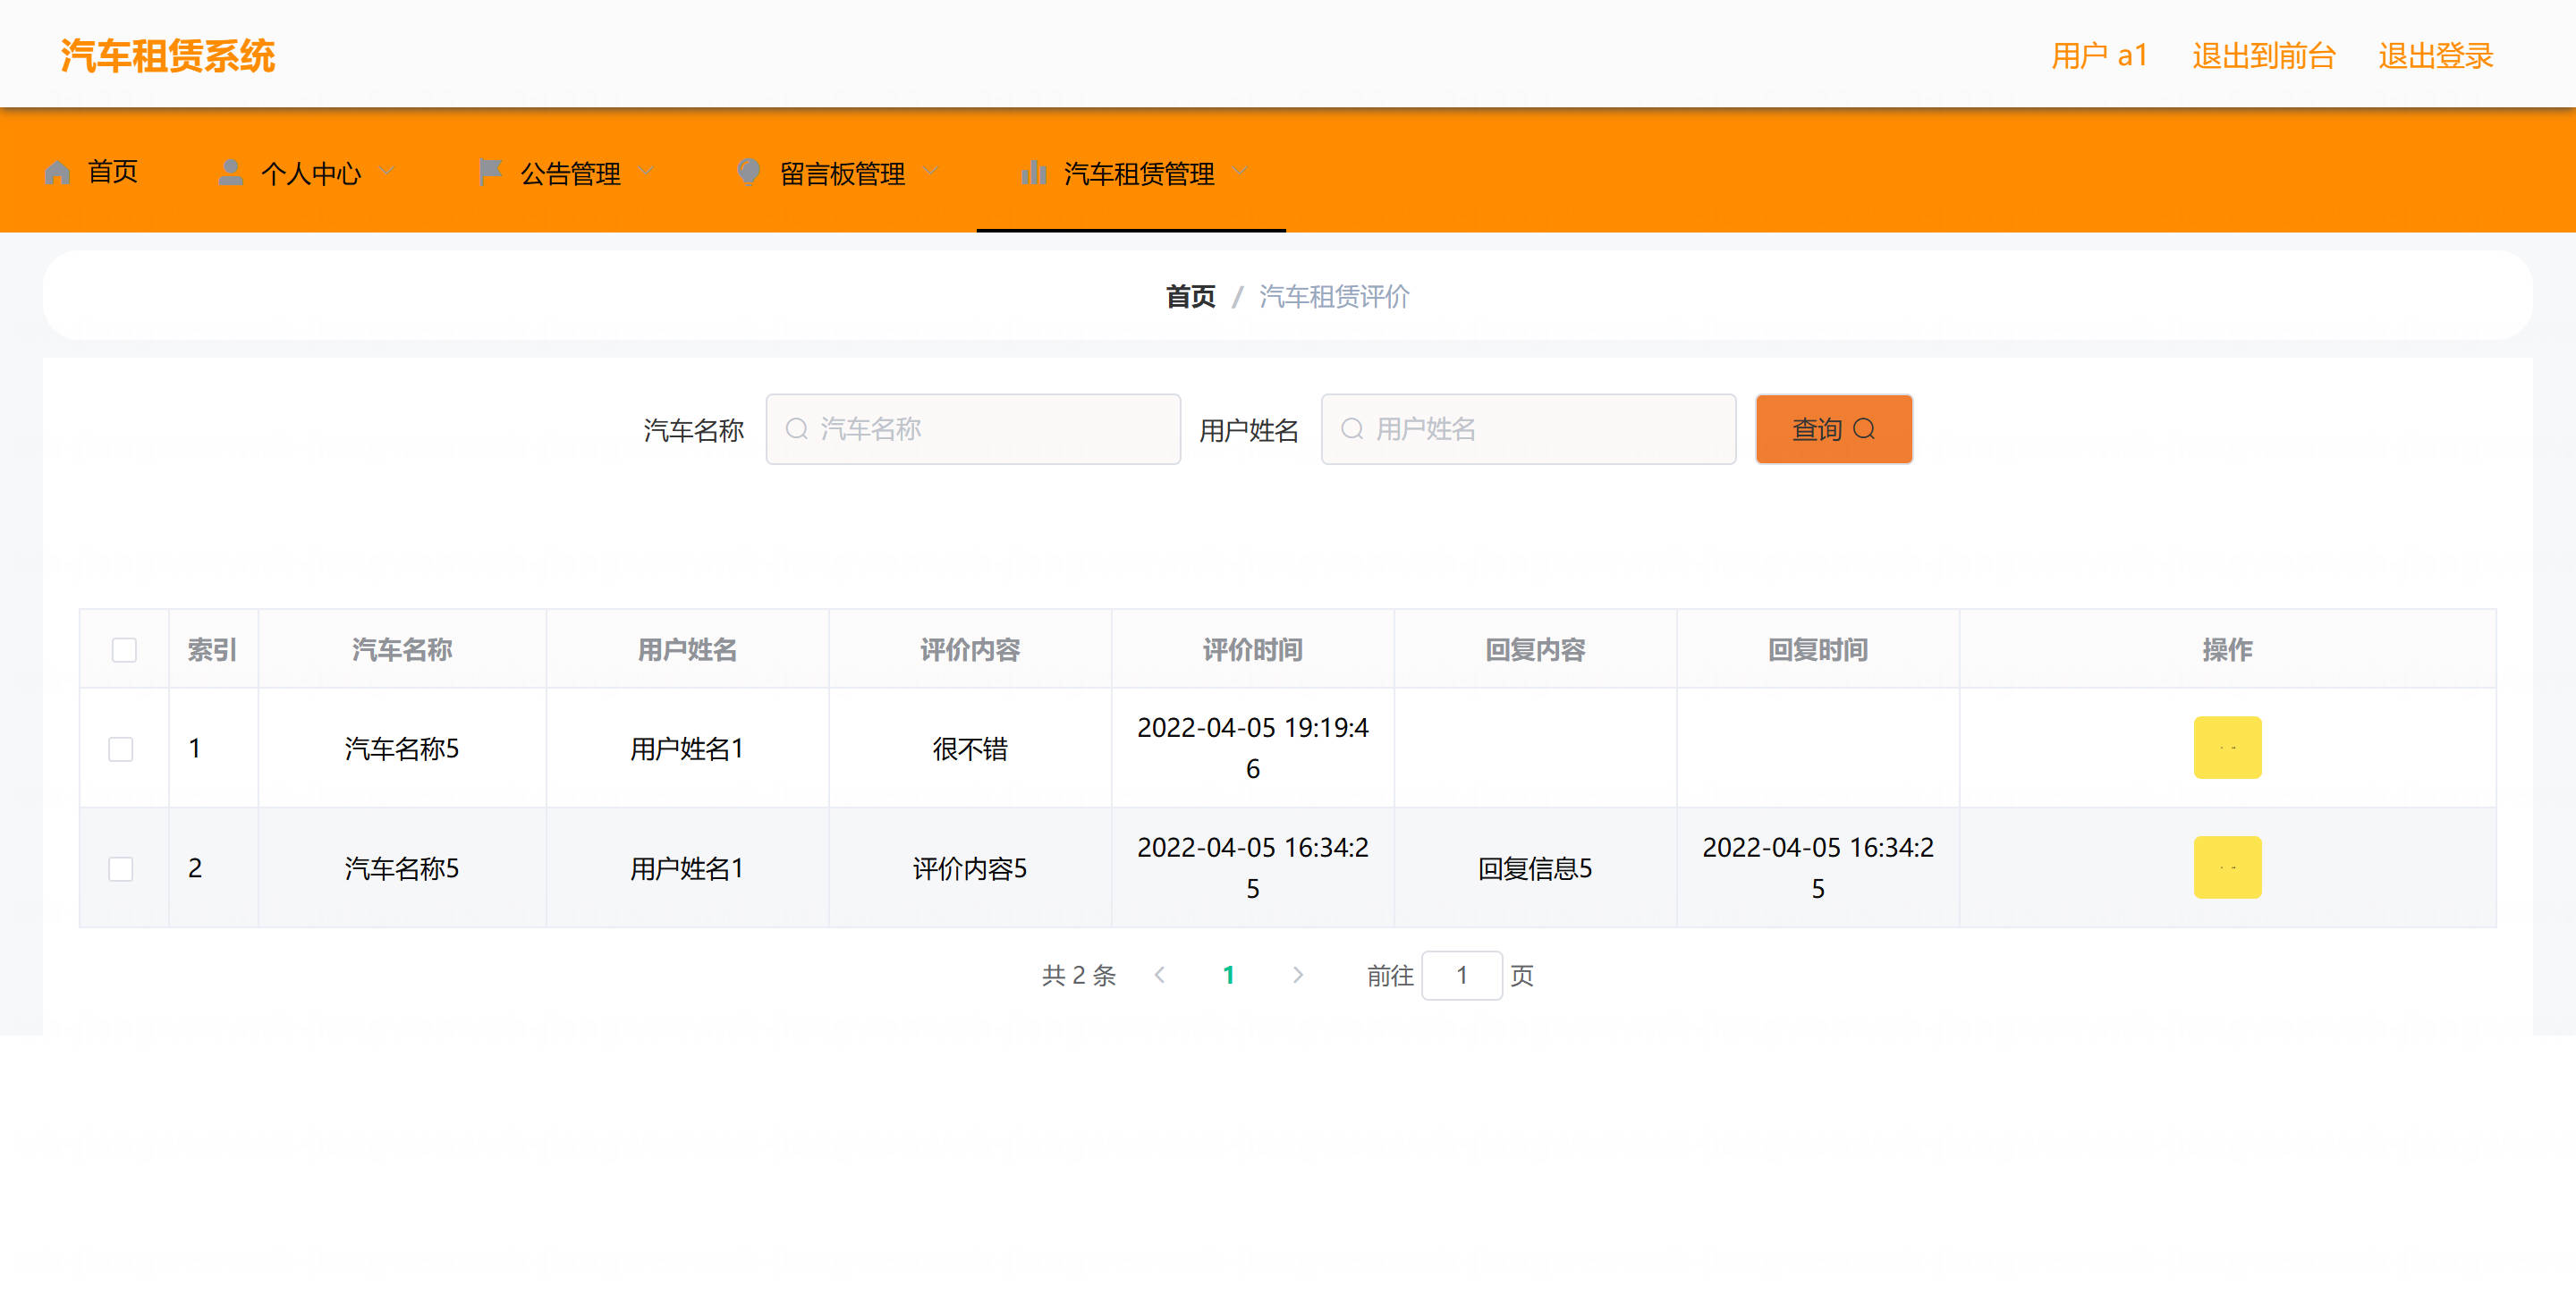 汽车租赁系统
用户 a1 退出到前台 退出登录
首页 个人中心 公告管理 留言板管理 汽车租赁管理
首页 / 汽车租赁评价
汽车名称 汽车名称 用户姓名 用户姓名 查询
索引 汽车名称 用户姓名 评价内容 评价时间 回复内容 回复时间 操作
1 汽车名称5 用户姓名1 很不错 2022-04-05 19:19:4
6
2 汽车名称5 用户姓名1 评价内容5 2022-04-05 16:34:2 回复信息5 2022-04-05 16:34:2
5 5
共 2 条 1 前往 1 页